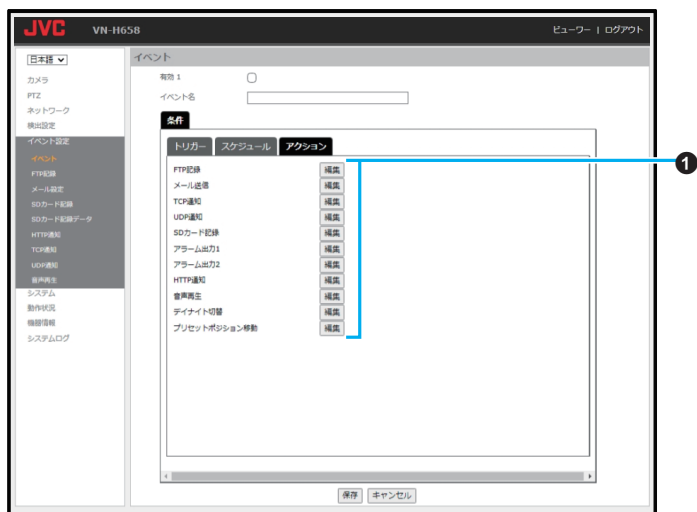 JVC VN-H658 ビューワー | ログアウト
日本語
カメラ
PTZ
ネットワーク
検出設定
イベント設定
イベント
FTP記録
メール設定
SDカード記録
SDカード記録データ
HTTP通知
TCP通知
UDP通知
音声再生
システム
動作状況
機器情報
システムログ
イベント
有効 1
イベント名
条件
トリガー スケジュール アクション
FTP記録 編集
メール送信 編集
TCP通知 編集
UDP通知 編集
SDカード記録 編集
アラーム出力1 編集
アラーム出力2 編集
HTTP通知 編集
音声再生 編集
デイナイト切替 編集
プリセットポジション移動 編集
保存 キャンセル
❶